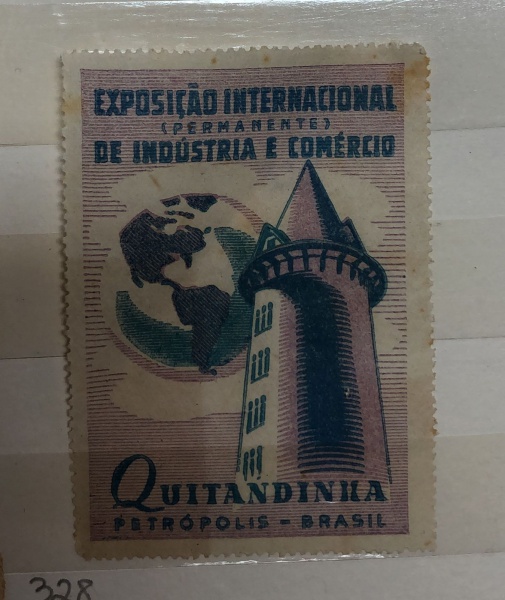 EXPOSIÇÃO INTERNACIONAL
(PERMANENTE)
DE INDÚSTRIA E COMÉRCIO
QUITANDINHA
PETRÓPOLIS - BRASIL
328